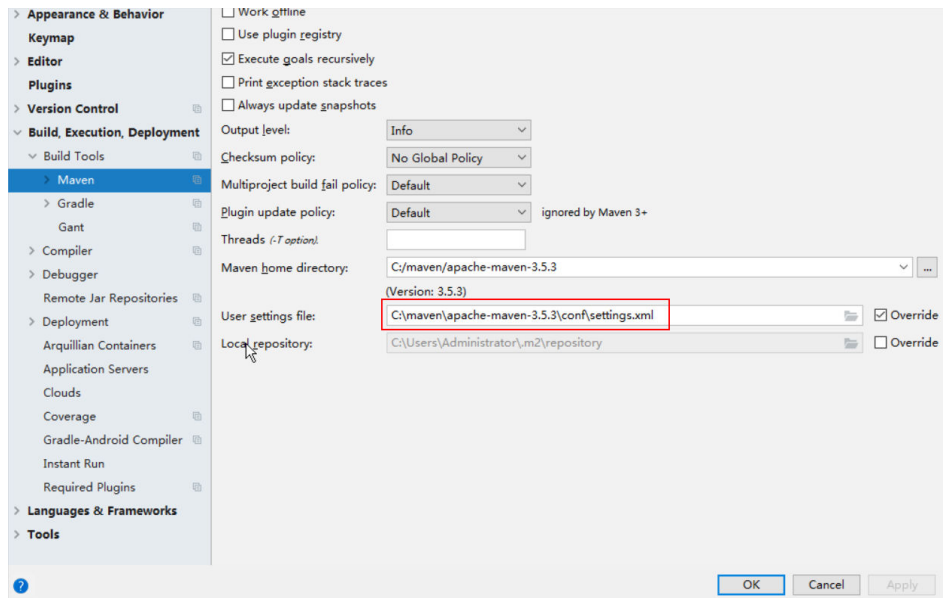 Appearance & Behavior
Keymap
Editor
Plugins
Version Control
Build, Execution, Deployment
Build Tools
Maven
Gradle
Gant
Compiler
Debugger
Remote Jar Repositories
Deployment
Arquillian Containers
Application Servers
Clouds
Coverage
Gradle-Android Compiler
Instant Run
Required Plugins
Languages & Frameworks
Tools
Work offline
Use plugin registry
Execute goals recursively
Print exception stack traces
Always update snapshots
Output level: Info
Checksum policy: No Global Policy
Multiproject build fail policy: Default
Plugin update policy: Default ignored by Maven 3+
Threads (-T option).
Maven home directory: C:/maven/apache-maven-3.5.3 ...
(Version: 3.5.3)
User settings file: C:\maven\apache-maven-3.5.3\conf\settings.xml Override
Local repository: C:\Users\Administrator\.m2\repository Override
? OK Cancel Apply